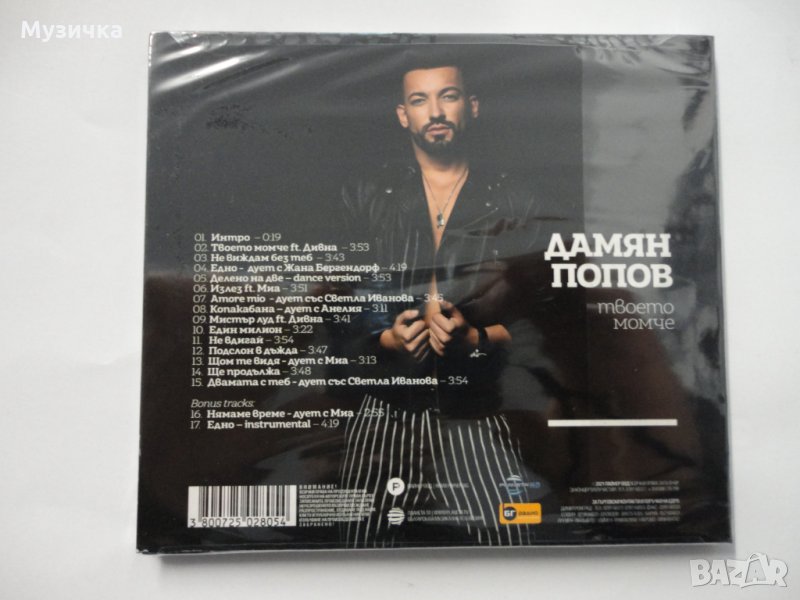 Музичка
01. Интро – 0:19
02. Твоето момче ft. Дивна – 3:53
03. Не виждам без теб – 3:43
04. Едно - дует с Жана Бергендорф – 4:19
05. Делено на две – dance version – 3:53
06. Излез ft. Миа – 3:51
07. Amore mio - дует със Светла Иванова – 3:45
08. Копакабана – дует с Анелия – 3:11
09. Мистър луд ft. Дивна – 3:41
10. Един милион – 3:22
11. Не вдигай – 3:54
12. Подслон в дъжда – 3:47
13. Щом те видя - дует с Миа – 3:13
14. Ще продължа – 3:48
15. Двамата с теб - дует със Светла Иванова – 3:54
Bonus tracks:
16. Нямаме време - дует с Миа – 2:55
17. Едно – instrumental – 4:19
ДАМЯН
ПОПОВ
твоето
момче
3 800725 028054
ВНИМАНИЕ!
P
БГ РАДИО
BAZAR